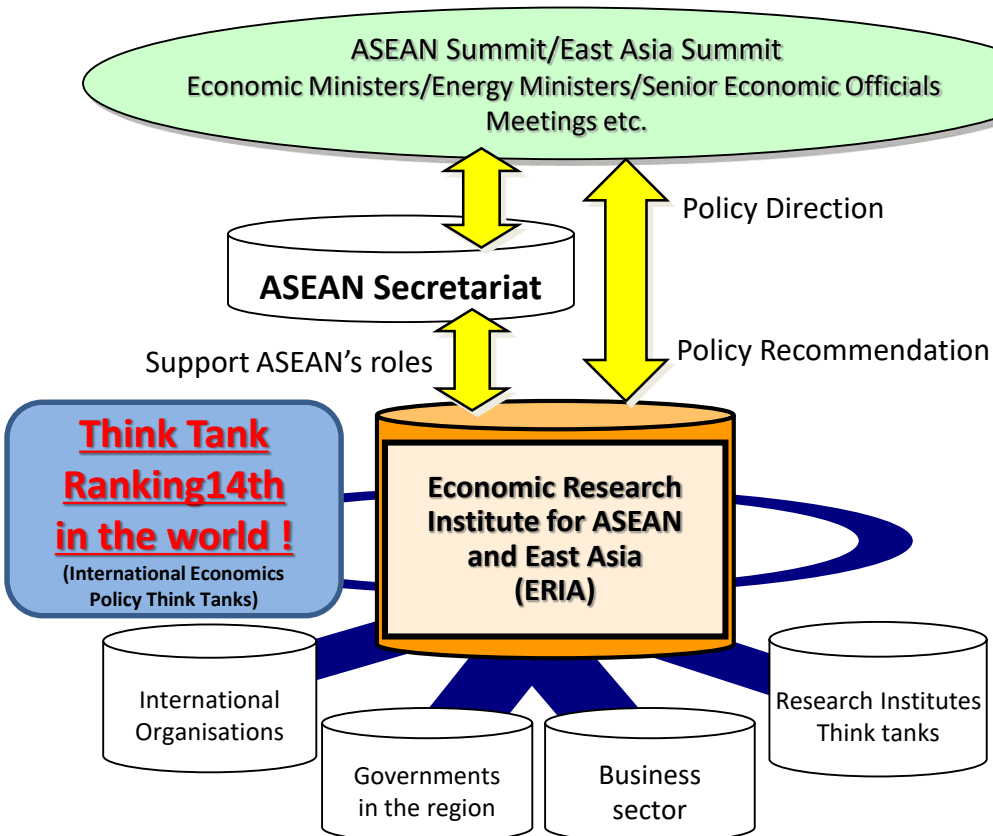 ASEAN Summit/East Asia Summit
Economic Ministers/Energy Ministers/Senior Economic Officials
Meetings etc.
Policy Direction
ASEAN Secretariat
Support ASEAN’s roles
Policy Recommendation
Think Tank
Ranking14th
in the world !
(International Economics
Policy Think Tanks)
Economic Research
Institute for ASEAN
and East Asia
(ERIA)
International
Organisations
Governments
in the region
Business
sector
Research Institutes
Think tanks